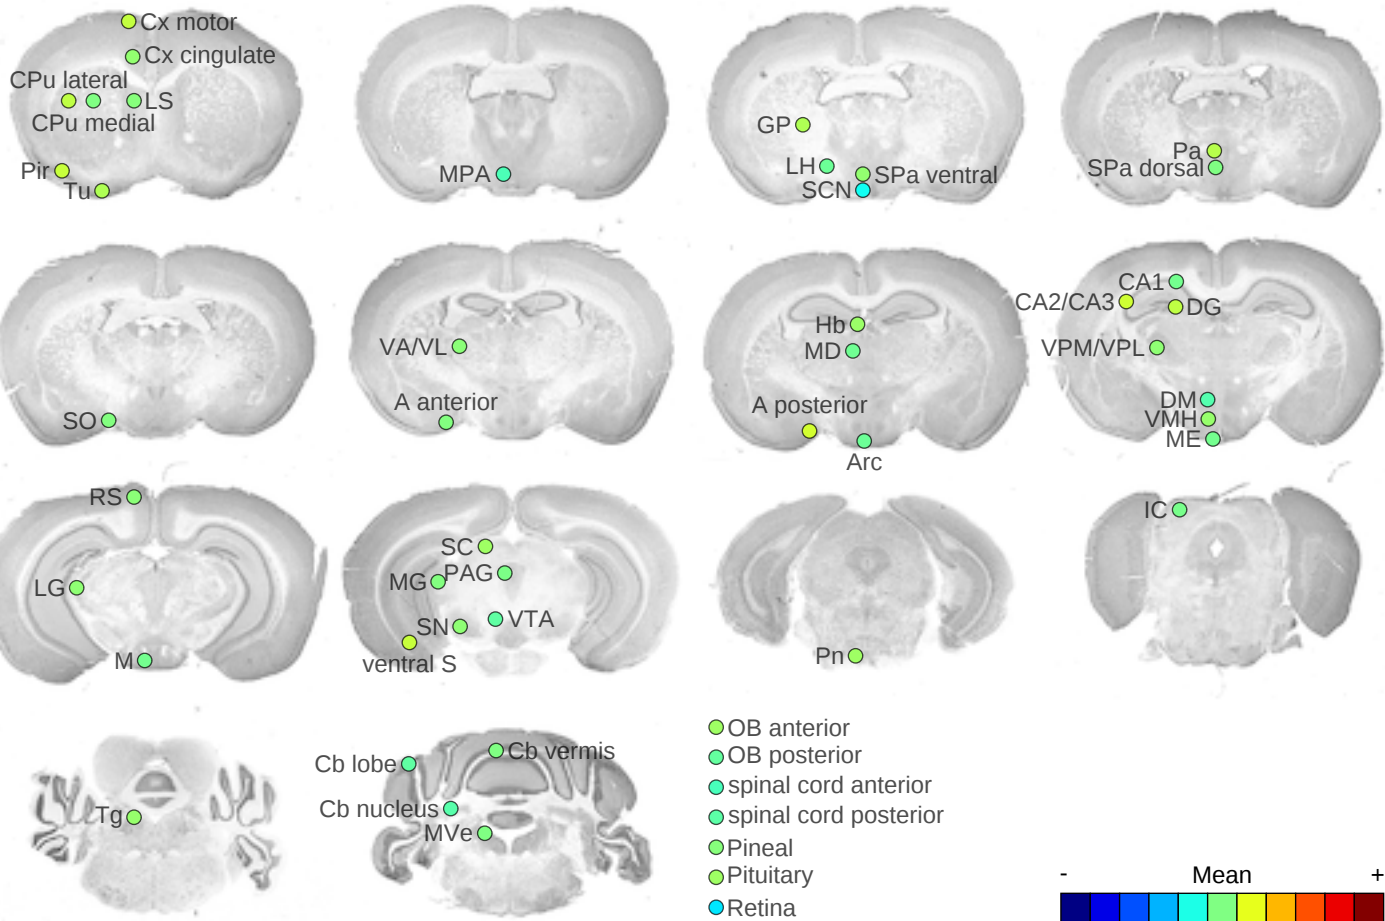 Cx motor
Cx cingulate
CPu lateral
LS
CPu medial
Pir
Tu
MPA
GP
LH
SPa ventral
SCN
Pa
SPa dorsal
SO
VA/VL
A anterior
Hb
MD
A posterior
Arc
CA1
CA2/CA3
DG
VPM/VPL
DM
VMH
ME
RS
LG
M
SC
MG
PAG
SN
VTA
ventral S
Pn
IC
Tg
Cb lobe
Cb vermis
Cb nucleus
MVe
OB anterior
OB posterior
spinal cord anterior
spinal cord posterior
Pineal
Pituitary
Retina
- Mean +